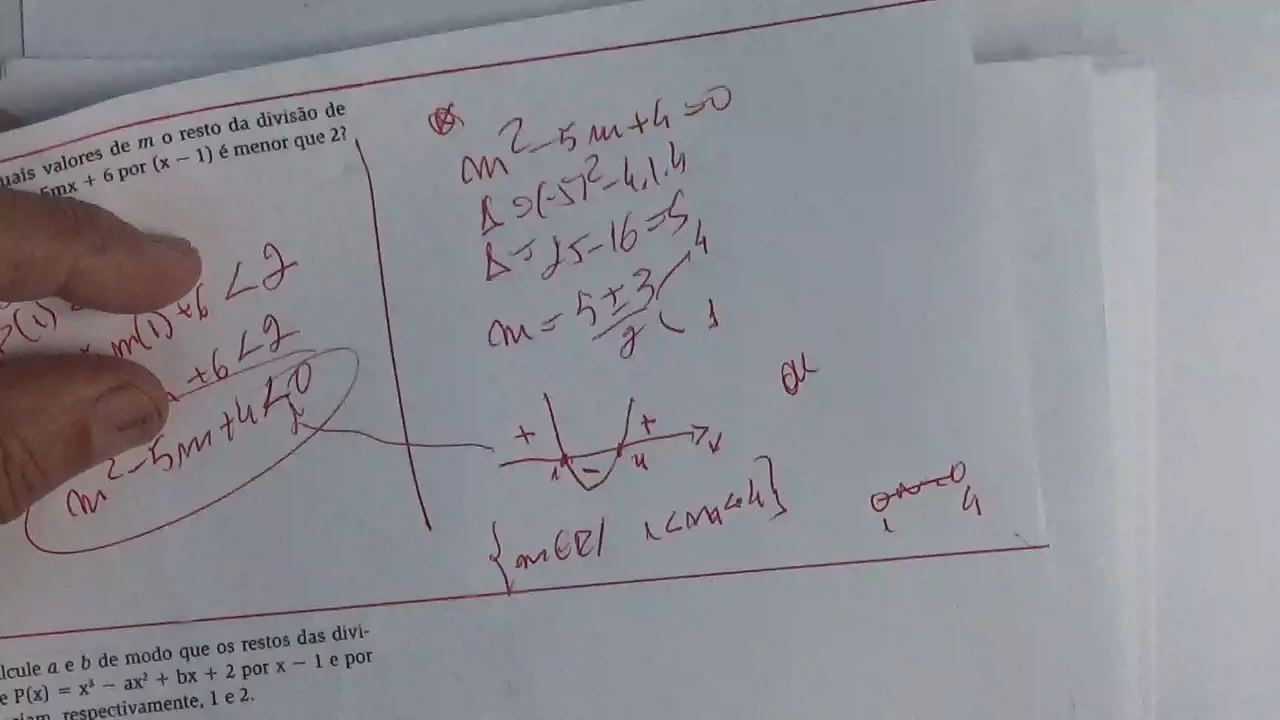 uais valores de m o resto da divisão de
5mx + 6 por (x − 1) é menor que 2?
m(1)+6 <2
+6<2
m²-5m+4<0
m²-5m+4=0
Δ=(-5)²-4.1.4
Δ=25-16=5
m=5±3/2
4
1
+ - +
1 4
ou
{m∈R/ 1<m<4}
1 4
lcule a e b de modo que os restos das divi-
e P(x) = x³ − ax² + bx + 2 por x − 1 e por
respectivamente, 1 e 2.